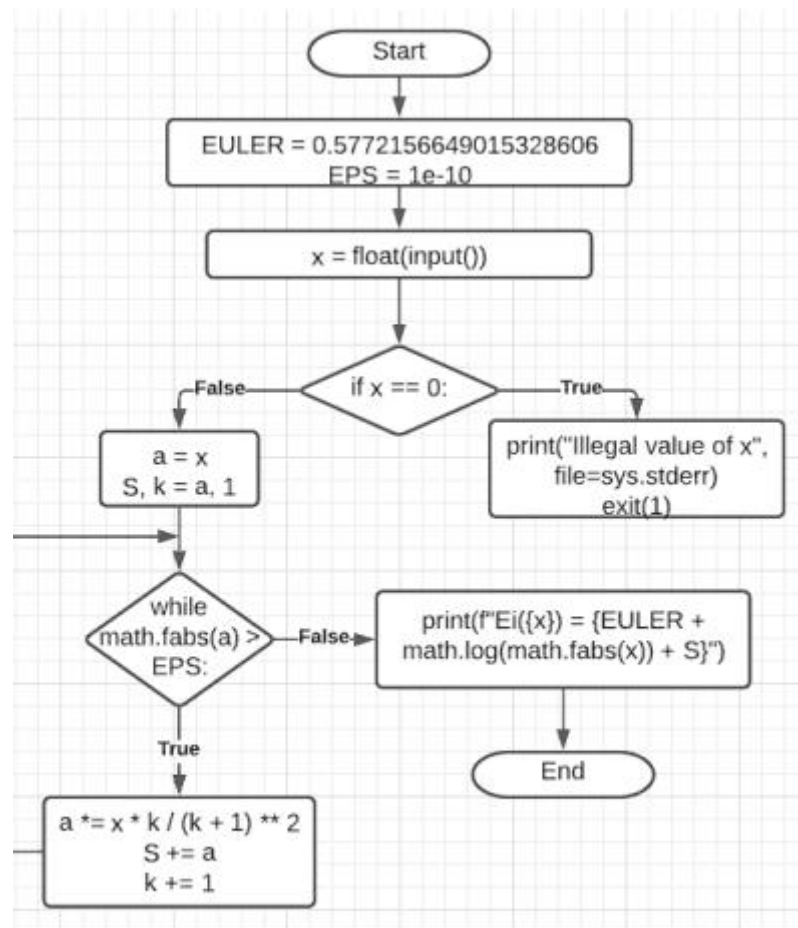 Start
EULER = 0.5772156649015328606
EPS = 1e-10
x = float(input())
if x == 0:
False
True
a = x
S, k = a, 1
print("Illegal value of x",
file=sys.stderr)
exit(1)
while
math.fabs(a) >
EPS:
False
print(f"Ei({x}) = {EULER +
math.log(math.fabs(x)) + S}")
True
End
a *= x * k / (k + 1) ** 2
S += a
k += 1